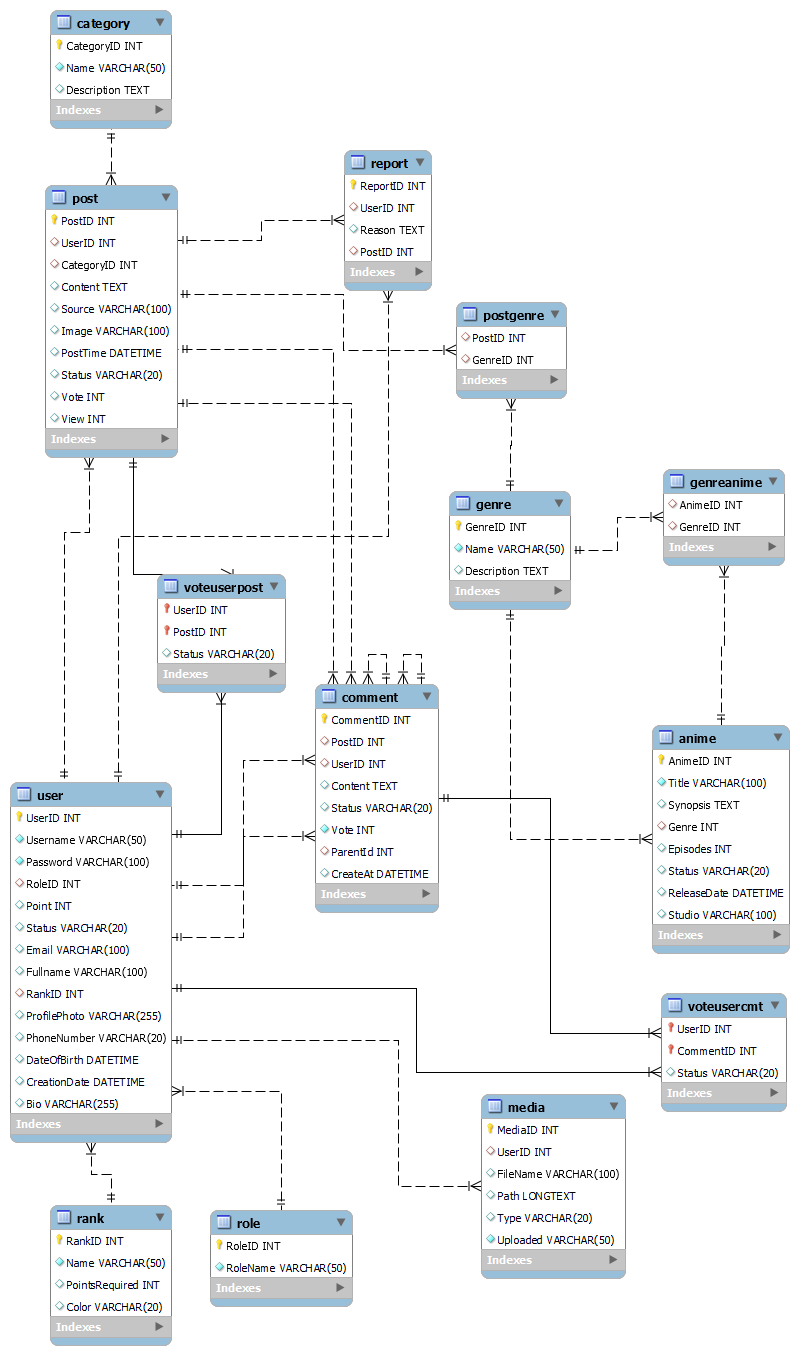 category
CategoryID INT
Name VARCHAR(50)
Description TEXT
Indexes
post
PostID INT
UserID INT
CategoryID INT
Content TEXT
Source VARCHAR(100)
Image VARCHAR(100)
PostTime DATETIME
Status VARCHAR(20)
Vote INT
View INT
Indexes
report
ReportID INT
UserID INT
Reason TEXT
PostID INT
Indexes
postgenre
PostID INT
GenreID INT
Indexes
genre
GenreID INT
Name VARCHAR(50)
Description TEXT
Indexes
genreanime
AnimeID INT
GenreID INT
Indexes
voteuserpost
UserID INT
PostID INT
Status VARCHAR(20)
Indexes
comment
CommentID INT
PostID INT
UserID INT
Content TEXT
Status VARCHAR(20)
Vote INT
ParentId INT
CreateAt DATETIME
Indexes
anime
AnimeID INT
Title VARCHAR(100)
Synopsis TEXT
Genre INT
Episodes INT
Status VARCHAR(20)
ReleaseDate DATETIME
Studio VARCHAR(100)
Indexes
user
UserID INT
Username VARCHAR(50)
Password VARCHAR(100)
RoleID INT
Point INT
Status VARCHAR(20)
Email VARCHAR(100)
Fullname VARCHAR(100)
RankID INT
ProfilePhoto VARCHAR(255)
PhoneNumber VARCHAR(20)
DateOfBirth DATETIME
CreationDate DATETIME
Bio VARCHAR(255)
Indexes
voteusercmt
UserID INT
CommentID INT
Status VARCHAR(20)
Indexes
media
MediaID INT
UserID INT
FileName VARCHAR(100)
Path LONGTEXT
Type VARCHAR(20)
Uploaded VARCHAR(50)
Indexes
rank
RankID INT
Name VARCHAR(50)
PointsRequired INT
Color VARCHAR(20)
Indexes
role
RoleID INT
RoleName VARCHAR(50)
Indexes